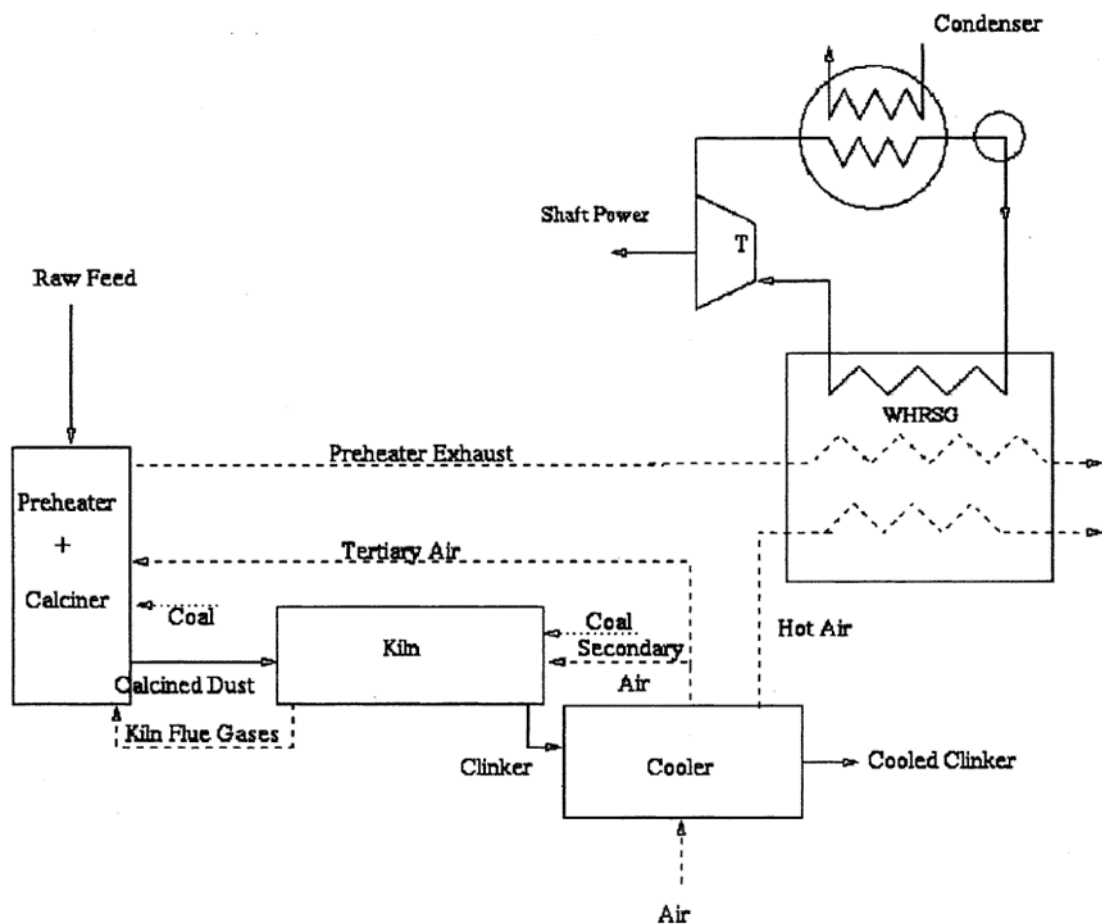 Condenser
Shaft Power
T
Raw Feed
WHRSG
Preheater Exhaust
Preheater
+
Calciner
Tertiary Air
Coal
Kiln
Coal
Secondary
Air
Hot Air
Calcined Dust
Kiln Flue Gases
Clinker
Cooler
Cooled Clinker
Air